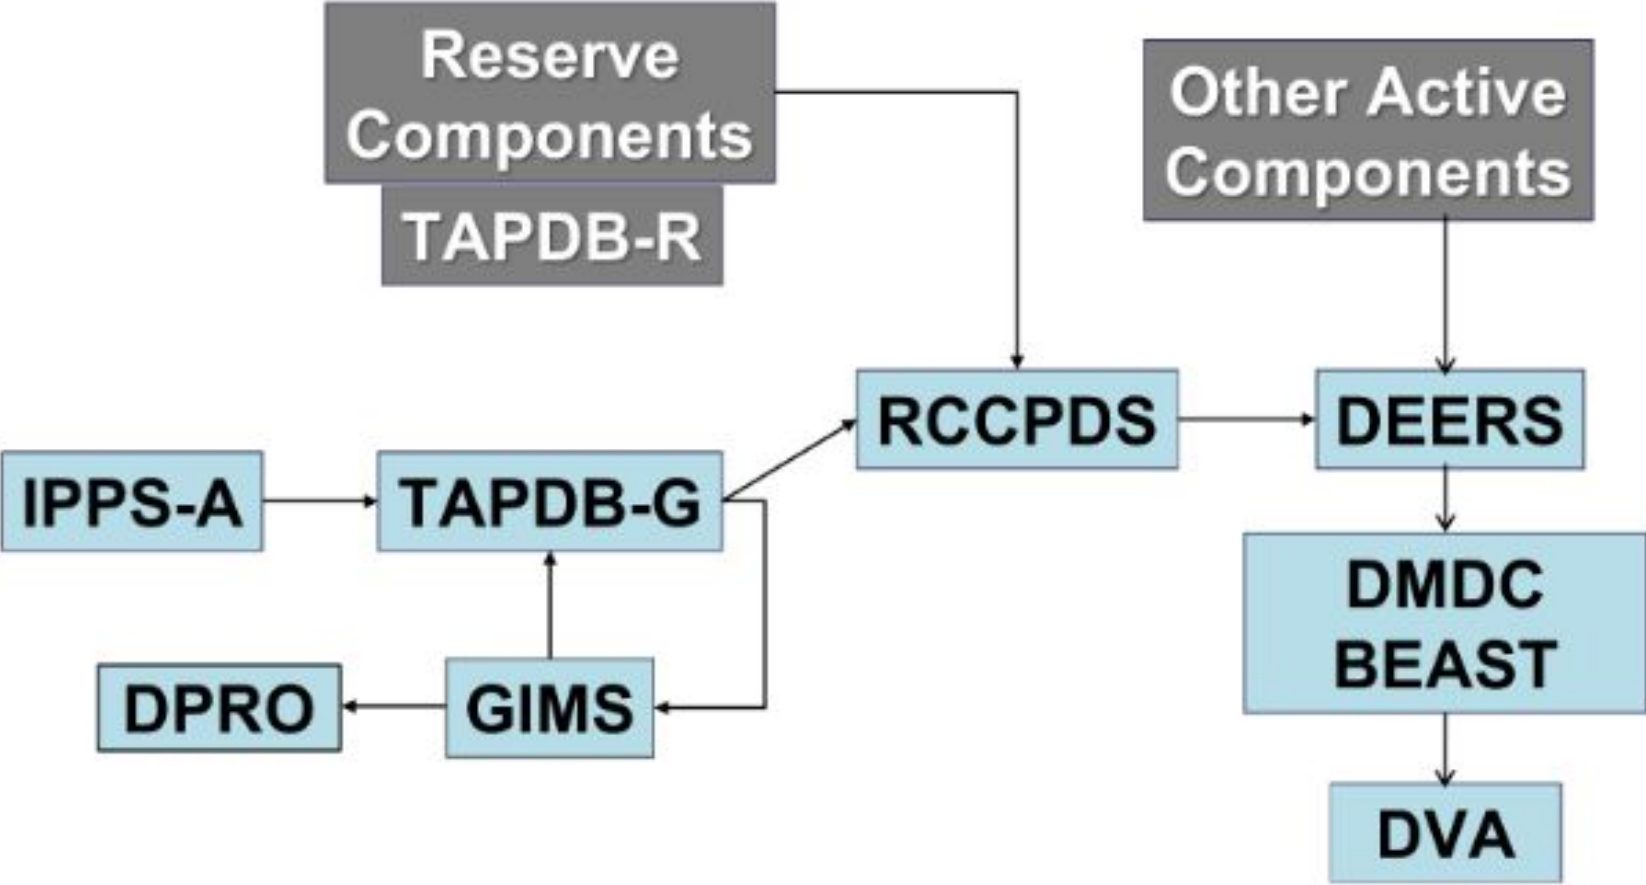 Reserve
Components
TAPDB-R
Other Active
Components
RCCPDS
DEERS
IPPS-A
TAPDB-G
DMDC
BEAST
DPRO
GIMS
DVA